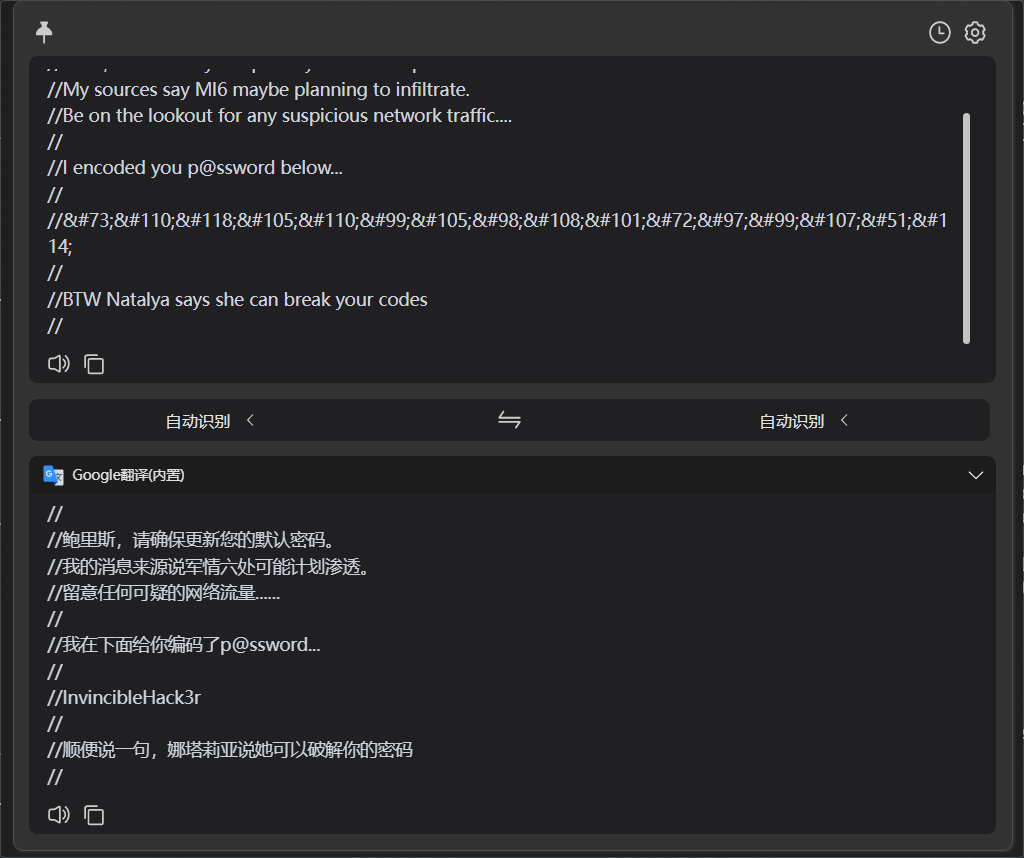 //My sources say MI6 maybe planning to infiltrate.
//Be on the lookout for any suspicious network traffic....
//
//I encoded you p@ssword below...
//
//&#73;&#110;&#118;&#105;&#110;&#99;&#105;&#98;&#108;&#101;&#72;&#97;&#99;&#107;&#51;&#1
14;
//
//BTW Natalya says she can break your codes
//
自动识别
自动识别
Google翻译(内置)
//
//鲍里斯，请确保更新您的默认密码。
//我的消息来源说军情六处可能计划渗透。
//留意任何可疑的网络流量......
//
//我在下面给你编码了p@ssword...
//
//InvincibleHack3r
//
//顺便说一句，娜塔莉亚说她可以破解你的密码
//